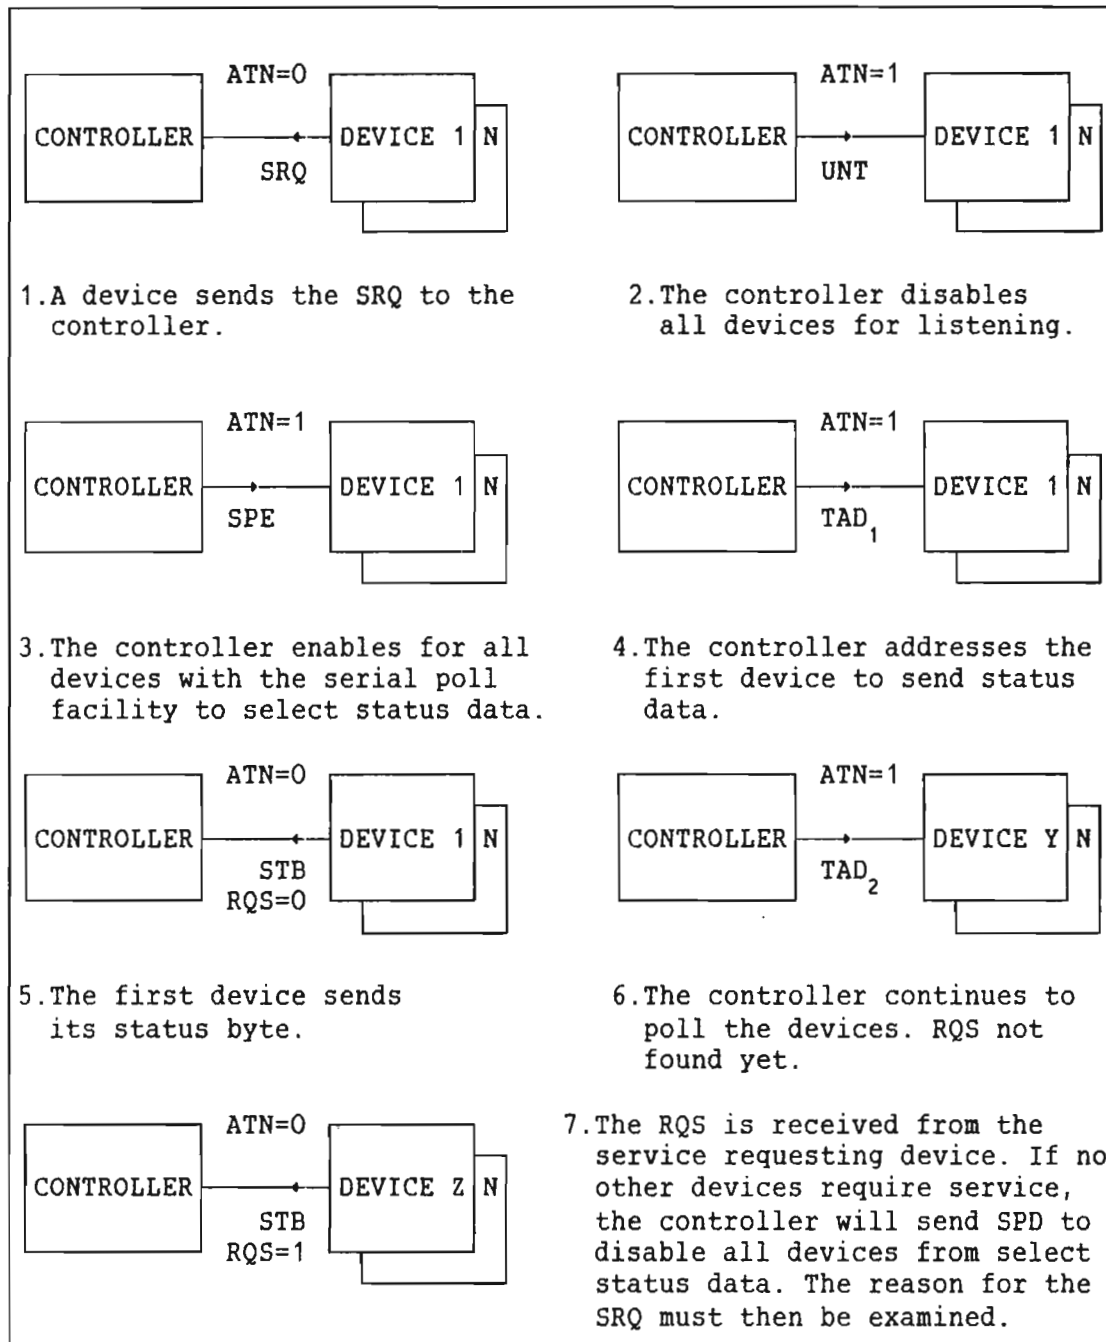 ATN=0
CONTROLLER
DEVICE 1
N
SRQ
1.A device sends the SRQ to the
controller.
ATN=1
CONTROLLER
DEVICE 1
N
UNT
2.The controller disables
all devices for listening.
ATN=1
CONTROLLER
DEVICE 1
N
SPE
3.The controller enables for all
devices with the serial poll
facility to select status data.
ATN=1
CONTROLLER
DEVICE 1
N
TAD1
4.The controller addresses the
first device to send status
data.
ATN=0
CONTROLLER
DEVICE 1
N
STB
RQS=0
5.The first device sends
its status byte.
ATN=1
CONTROLLER
DEVICE Y
N
TAD2
6.The controller continues to
poll the devices. RQS not
found yet.
ATN=0
CONTROLLER
DEVICE Z
N
STB
RQS=1
7.The RQS is received from the
service requesting device. If no
other devices require service,
the controller will send SPD to
disable all devices from select
status data. The reason for the
SRQ must then be examined.